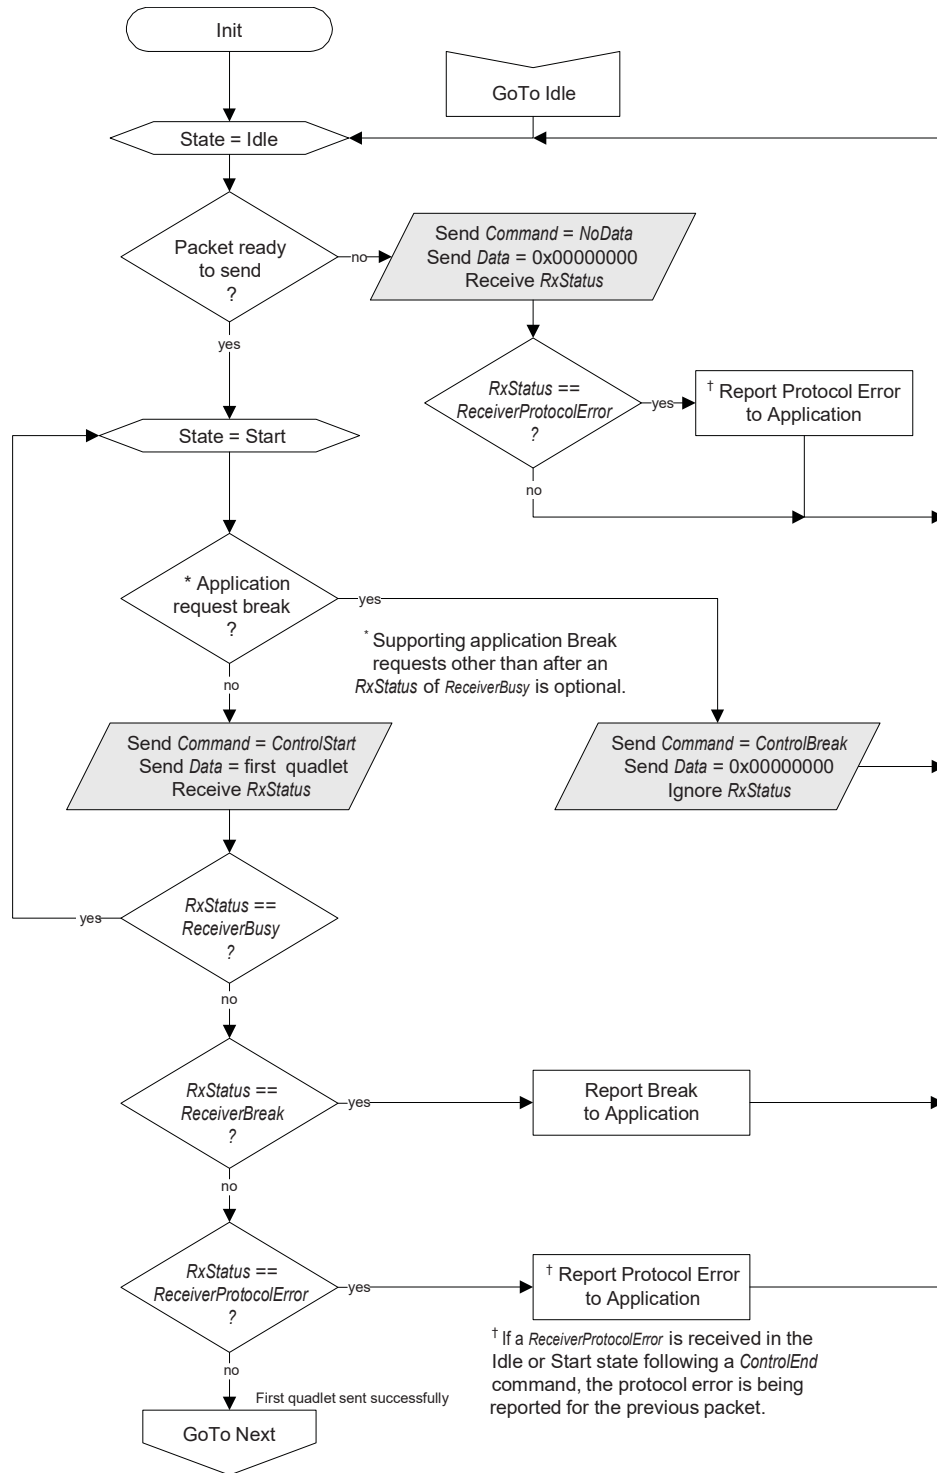 Init
GoTo Idle
State = Idle
Packet ready
to send
?
no
Send Command = NoData
Send Data = 0x00000000
Receive RxStatus
yes
RxStatus ==
ReceiverProtocolError
?
yes
† Report Protocol Error
to Application
no
State = Start
* Application
request break
?
yes
* Supporting application Break
requests other than after an
RxStatus of ReceiverBusy is optional.
no
Send Command = ControlStart
Send Data = first quadlet
Receive RxStatus
Send Command = ControlBreak
Send Data = 0x00000000
Ignore RxStatus
RxStatus ==
ReceiverBusy
?
yes
no
RxStatus ==
ReceiverBreak
?
yes
Report Break
to Application
no
RxStatus ==
ReceiverProtocolError
?
yes
† Report Protocol Error
to Application
† If a ReceiverProtocolError is received in the
Idle or Start state following a ControlEnd
command, the protocol error is being
reported for the previous packet.
no
First quadlet sent successfully
GoTo Next